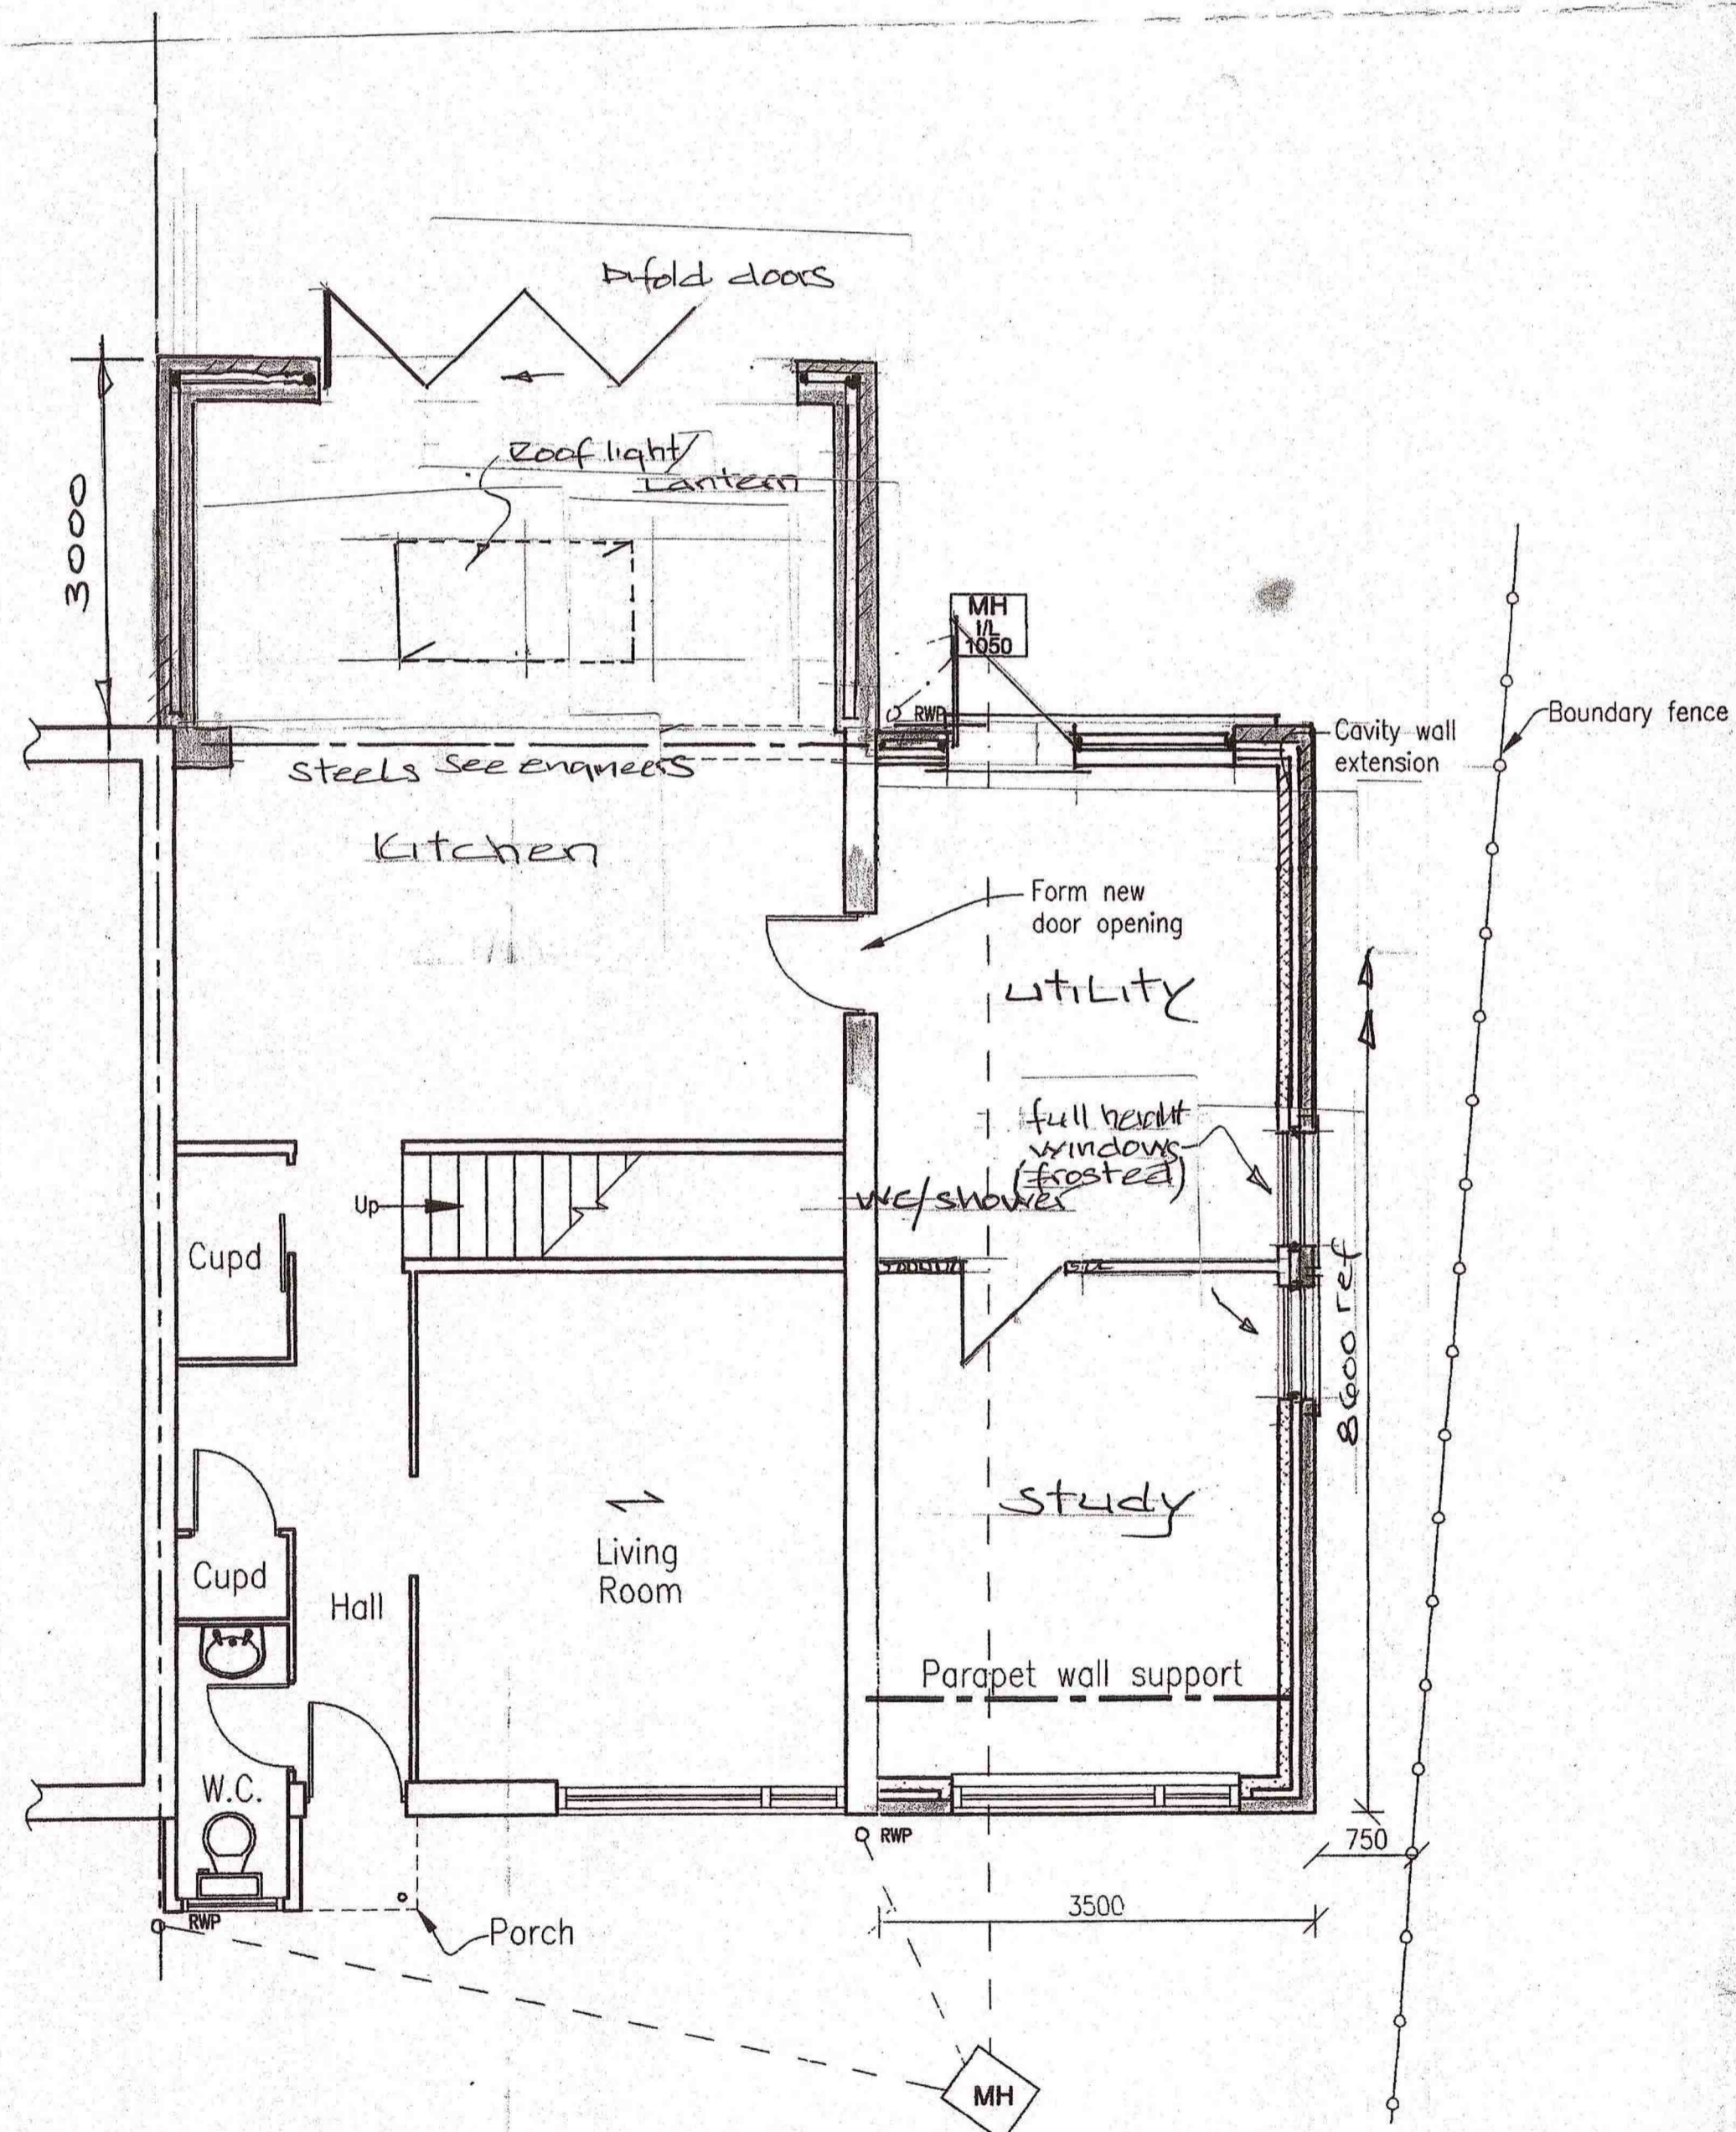 Bifold doors
Roof light/
Lantern
3000
MH
I/L
1050
RWP
Cavity wall
extension
Boundary fence
steels see engineers
Kitchen
Form new
door opening
UTILITY
full height
windows
(frosted)
WC/shower
Up
Cupd
8600 ref
study
Living
Room
Cupd
Hall
Parapet wall support
W.C.
RWP
750
3500
RWP
Porch
MH